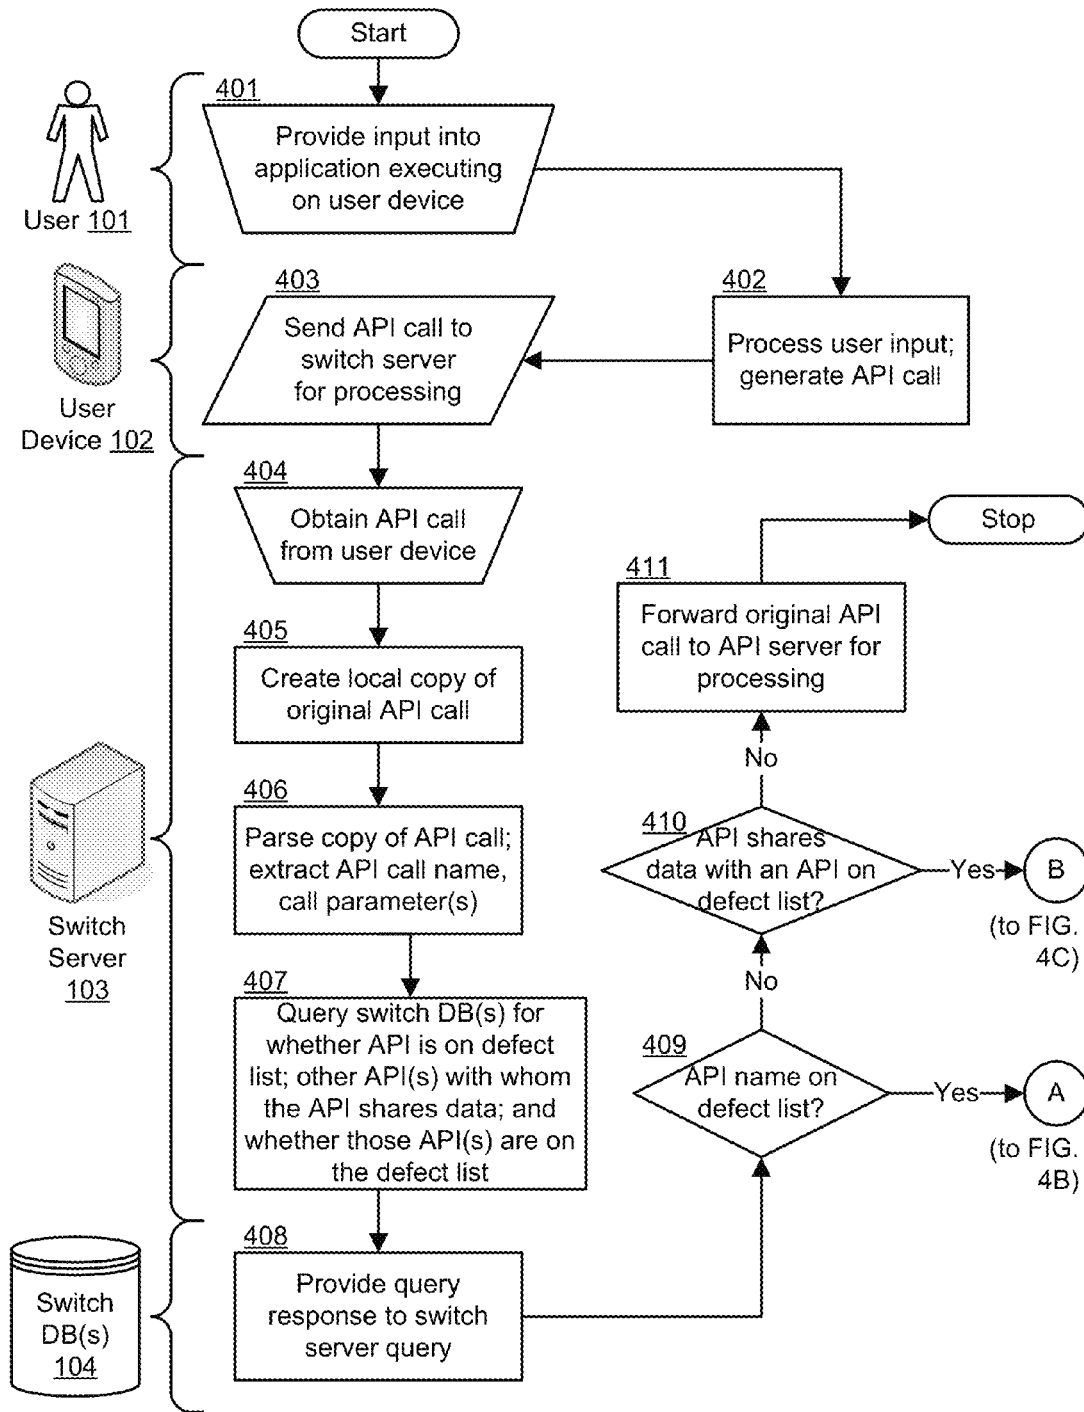 Start
401
Provide input into
application executing
on user device
User 101
402
Process user input;
generate API call
403
Send API call to
switch server
for processing
User
Device 102
404
Obtain API call
from user device
Stop
411
Forward original API
call to API server for
processing
405
Create local copy of
original API call
No
406
Parse copy of API call;
extract API call name,
call parameter(s)
410
API shares
data with an API on
defect list?
Yes
B
(to FIG.
4C)
Switch
Server
103
No
407
Query switch DB(s) for
whether API is on defect
list; other API(s) with whom
the API shares data; and
whether those API(s) are on
the defect list
409
API name on
defect list?
Yes
A
(to FIG.
4B)
408
Provide query
response to switch
server query
Switch
DB(s)
104